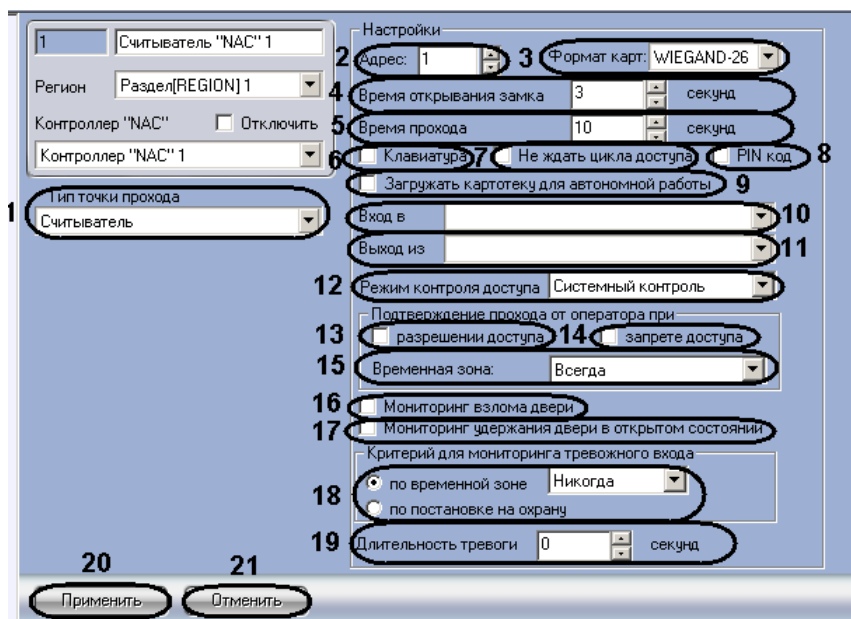 1 Считыватель "NAC" 1
Регион Раздел[REGION] 1
Контроллер "NAC" Отключить
Контроллер "NAC" 1
1 Тип точки прохода
Считыватель
Настройки
2 Адрес: 1 3 Формат карт: WIEGAND-26
4 Время открывания замка 3 секунд
5 Время прохода 10 секунд
6 Клавиатура 7 Не ждать цикла доступа PIN код 8
Загружать картотеку для автономной работы 9
Вход в 10
Выход из 11
12 Режим контроля доступа Системный контроль
Подтверждение прохода от оператора при
13 разрешении доступа 14 запрете доступа
15 Временная зона: Всегда
16 Мониторинг взлома двери
17 Мониторинг удержания двери в открытом состоянии
Критерий для мониторинга тревожного входа
18 по временной зоне Никогда
по постановке на охрану
19 Длительность тревоги 0 секунд
20 21
Применить Отменить